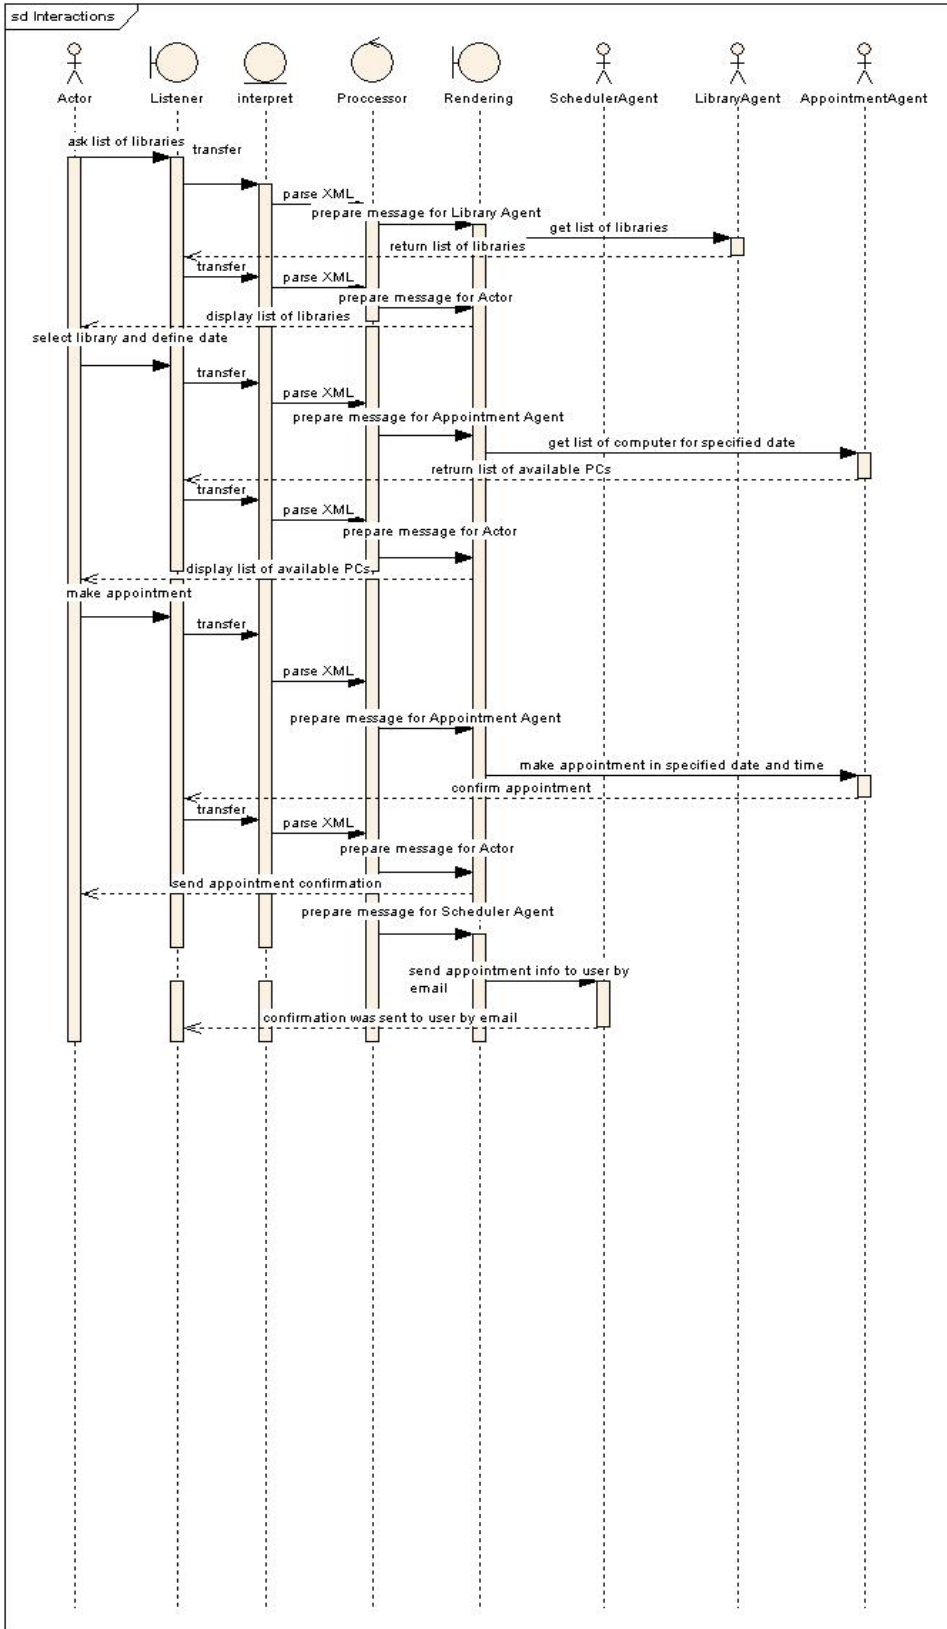 sd Interactions
Actor
Listener
interpret
Proccessor
Rendering
SchedulerAgent
LibraryAgent
AppointmentAgent
ask list of libraries
transfer
parse XML
prepare message for Library Agent
get list of libraries
return list of libraries
transfer
parse XML
prepare message for Actor
display list of libraries
select library and define date
transfer
parse XML
prepare message for Appointment Agent
get list of computer for specified date
retrurn list of available PCs
transfer
parse XML
prepare message for Actor
display list of available PCs
make appointment
transfer
parse XML
prepare message for Appointment Agent
make appointment in specified date and time
confirm appointment
transfer
parse XML
prepare message for Actor
send appointment confirmation
prepare message for Scheduler Agent
send appointment info to user by
email
confirmation was sent to user by email